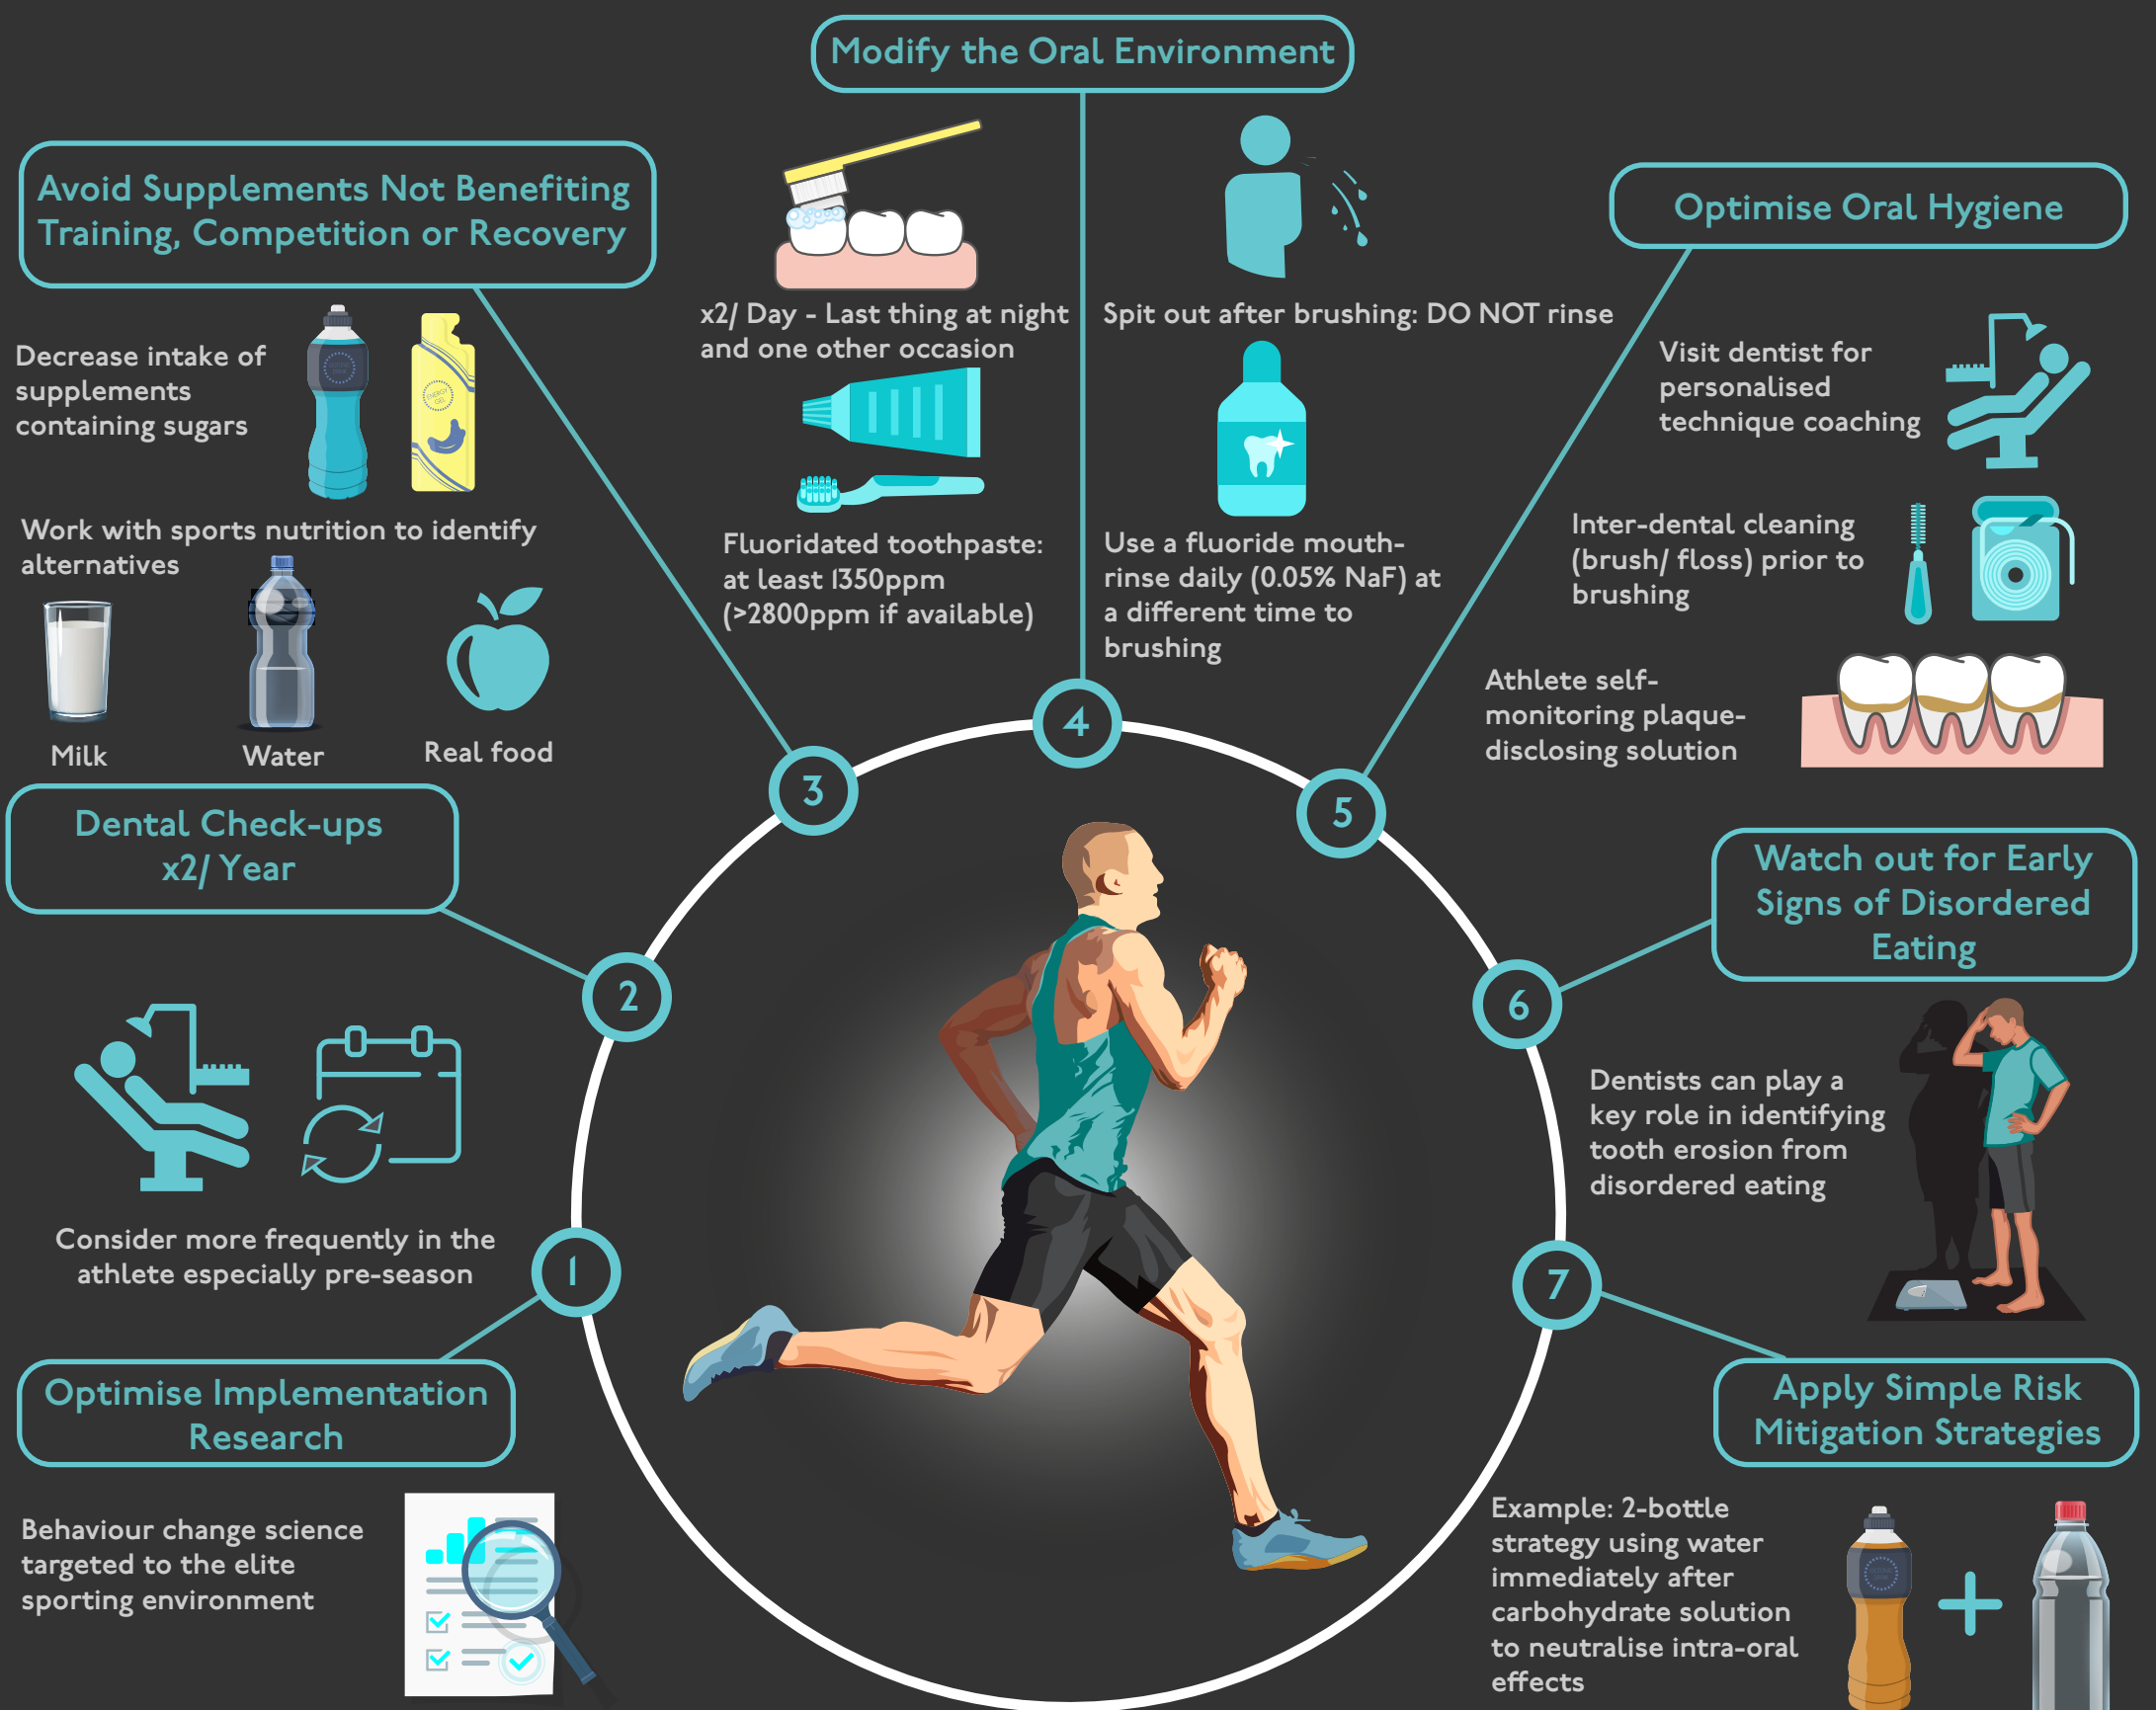 Modify the Oral Environment
x2/ Day - Last thing at night
and one other occasion
Spit out after brushing: DO NOT rinse
Fluoridated toothpaste:
at least 1350ppm
(>2800ppm if available)
Use a fluoride mouth-
rinse daily (0.05% NaF) at
a different time to
brushing
Avoid Supplements Not Benefiting
Training, Competition or Recovery
Decrease intake of
supplements
containing sugars
ENERGY
GEL
Work with sports nutrition to identify
alternatives
Milk
Water
Real food
Optimise Oral Hygiene
Visit dentist for
personalised
technique coaching
Inter-dental cleaning
(brush/ floss) prior to
brushing
Athlete self-
monitoring plaque-
disclosing solution
Dental Check-ups
x2/ Year
Consider more frequently in the
athlete especially pre-season
Watch out for Early
Signs of Disordered
Eating
Dentists can play a
key role in identifying
tooth erosion from
disordered eating
Optimise Implementation
Research
Behaviour change science
targeted to the elite
sporting environment
Apply Simple Risk
Mitigation Strategies
Example: 2-bottle
strategy using water
immediately after
carbohydrate solution
to neutralise intra-oral
effects
1
2
3
4
5
6
7